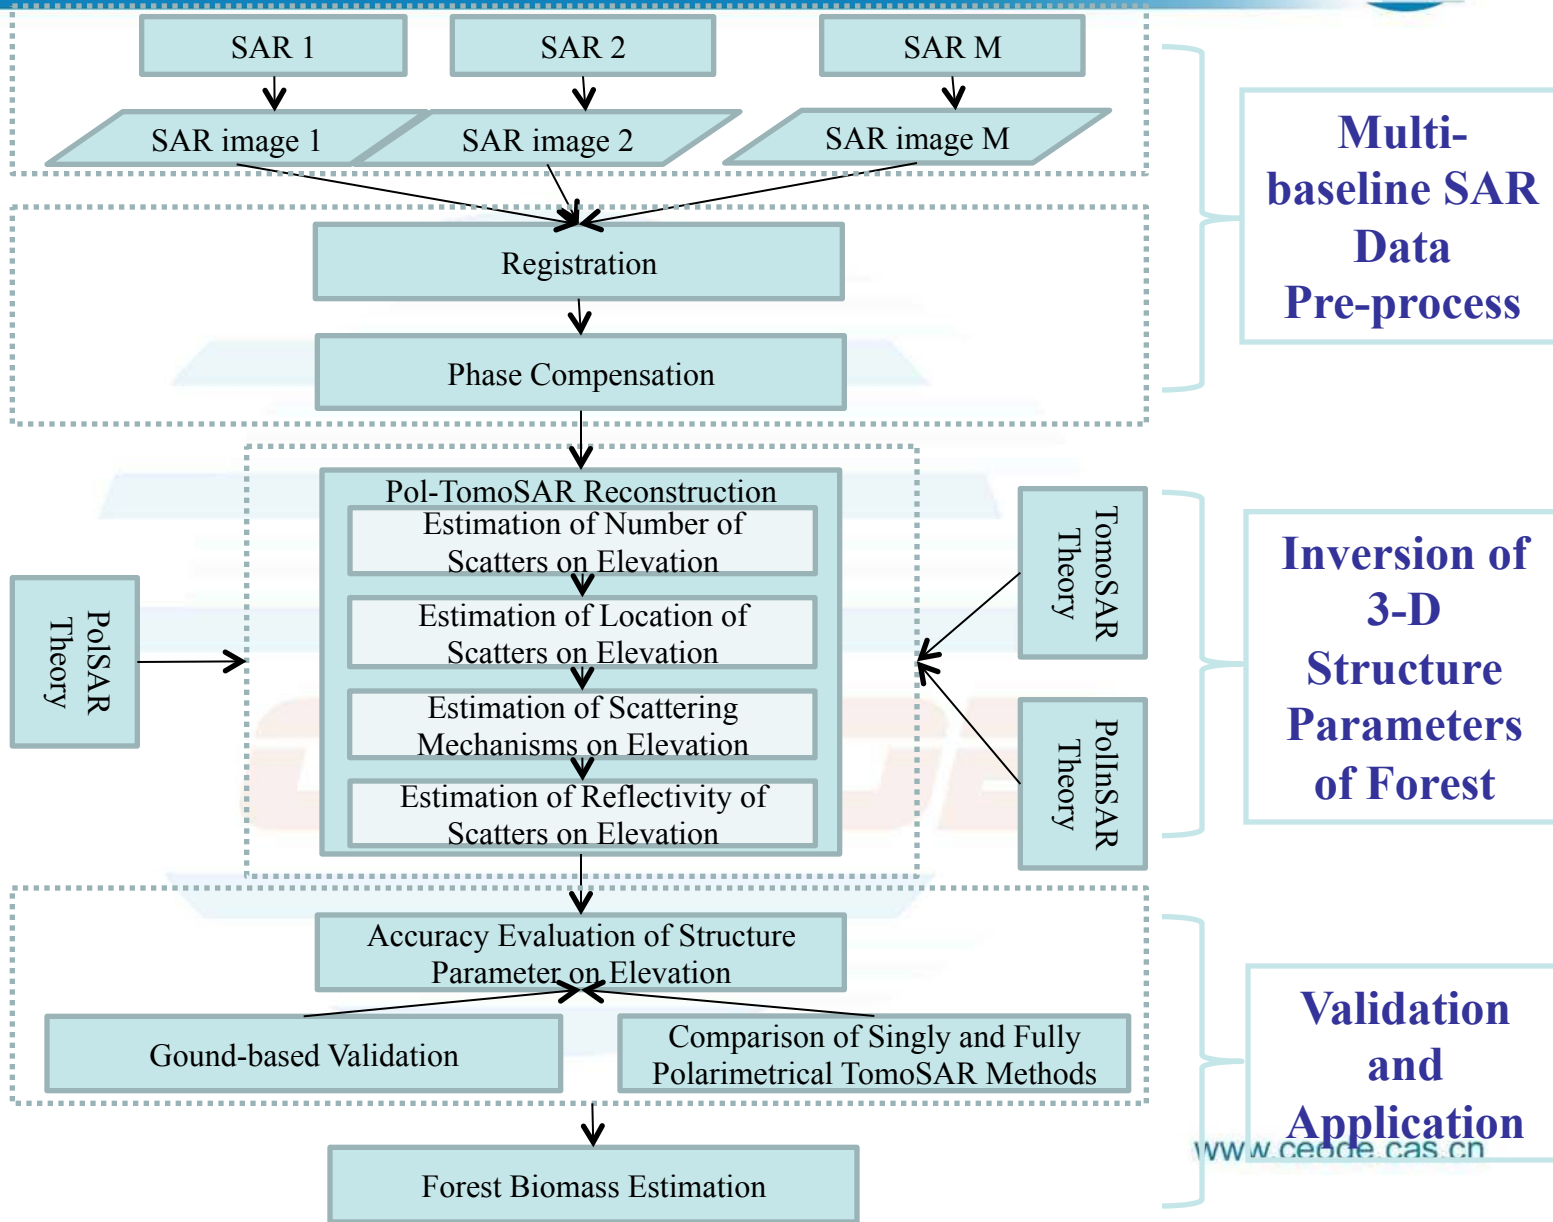 SAR 1
SAR 2
SAR M
SAR image 1
SAR image 2
SAR image M
Registration
Phase Compensation
Multi-
baseline SAR
Data
Pre-process
Pol-TomoSAR Reconstruction
Estimation of Number of
Scatters on Elevation
Estimation of Location of
Scatters on Elevation
Estimation of Scattering
Mechanisms on Elevation
Estimation of Reflectivity of
Scatters on Elevation
PolSAR
Theory
TomoSAR
Theory
PolInSAR
Theory
Inversion of
3-D
Structure
Parameters
of Forest
Accuracy Evaluation of Structure
Parameter on Elevation
Gound-based Validation
Comparison of Singly and Fully
Polarimetrical TomoSAR Methods
Forest Biomass Estimation
Validation
and
Application
www.ceode.cas.cn